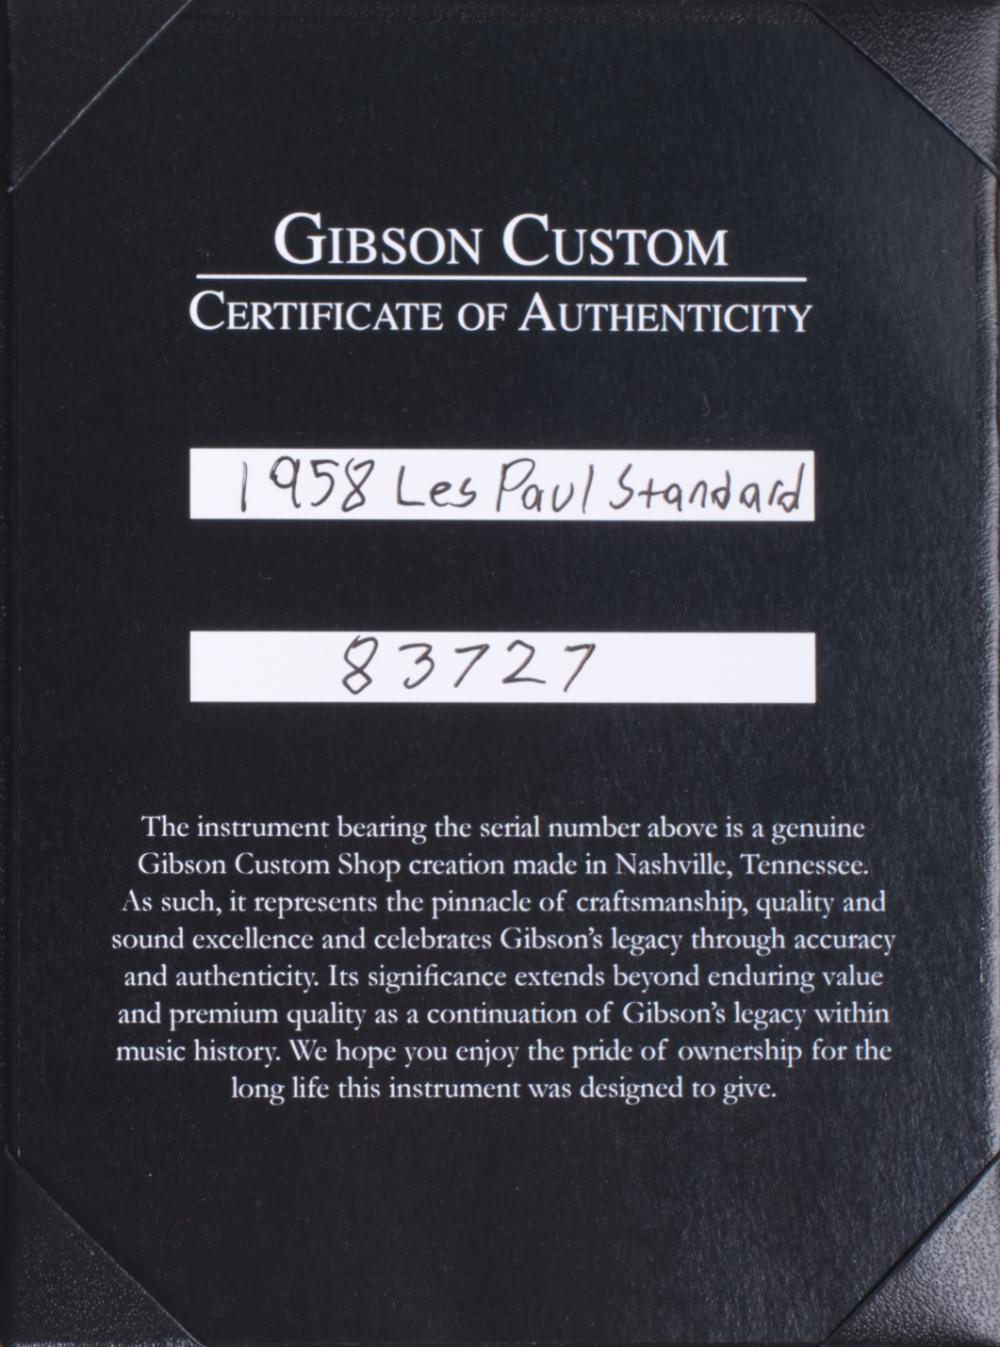 GIBSON CUSTOM
CERTIFICATE OF AUTHENTICITY
1958 Les Paul Standard
83727
The instrument bearing the serial number above is a genuine
Gibson Custom Shop creation made in Nashville, Tennessee.
As such, it represents the pinnacle of craftsmanship, quality and
sound excellence and celebrates Gibson's legacy through accuracy
and authenticity. Its significance extends beyond enduring value
and premium quality as a continuation of Gibson's legacy within
music history. We hope you enjoy the pride of ownership for the
long life this instrument was designed to give.